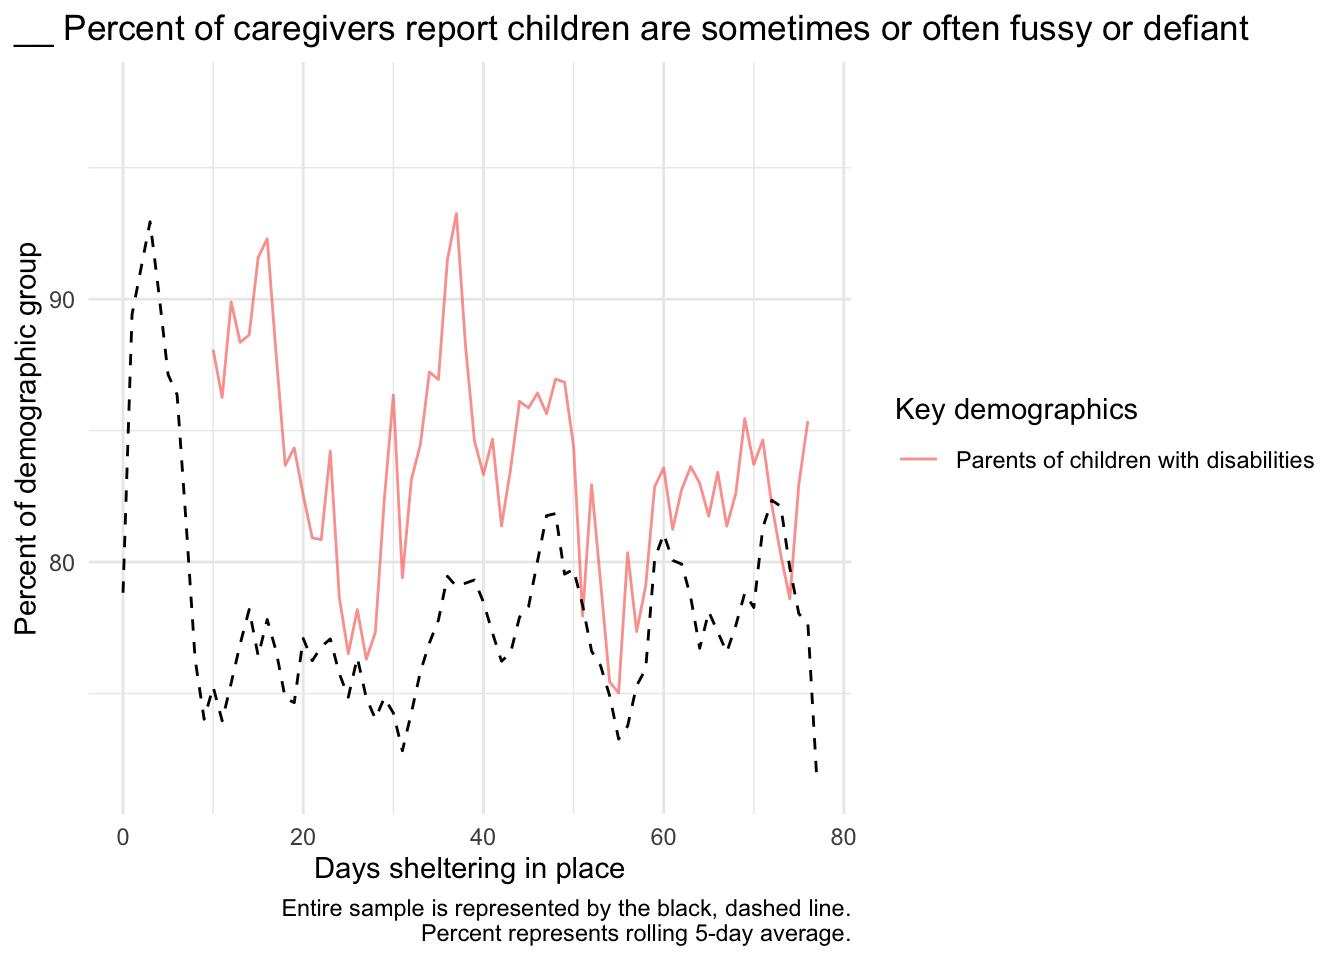 __ Percent of caregivers report children are sometimes or often fussy or defiant
Percent of demographic group
90
80
0 20 40 60 80
Days sheltering in place
Key demographics
Parents of children with disabilities
Entire sample is represented by the black, dashed line.
Percent represents rolling 5-day average.